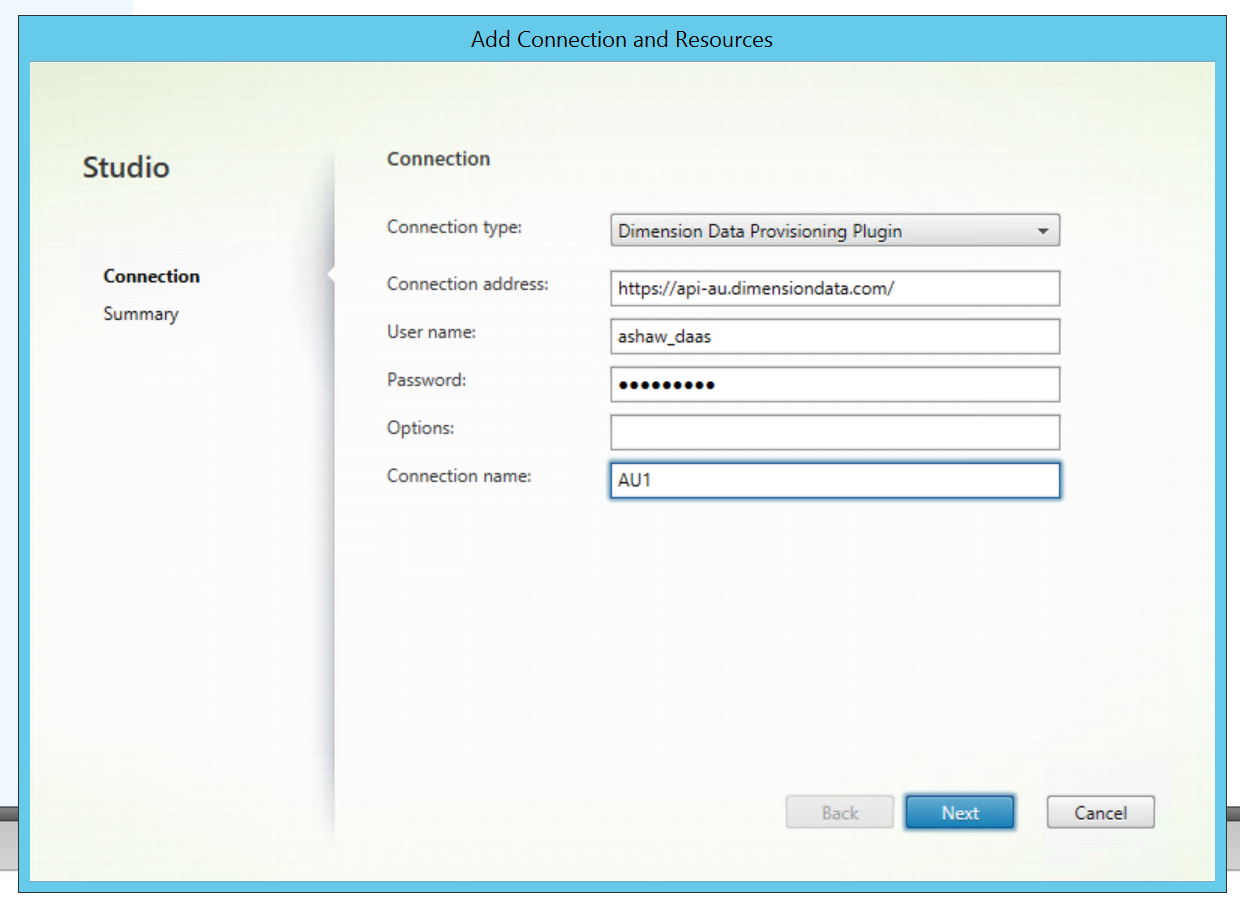 Add Connection and Resources
Studio
Connection
Summary
Connection
Connection type: Dimension Data Provisioning Plugin
Connection address: https://api-au.dimensiondata.com/
User name: ashaw_daas
Password: •••••••••
Options:
Connection name: AU1
Back Next Cancel